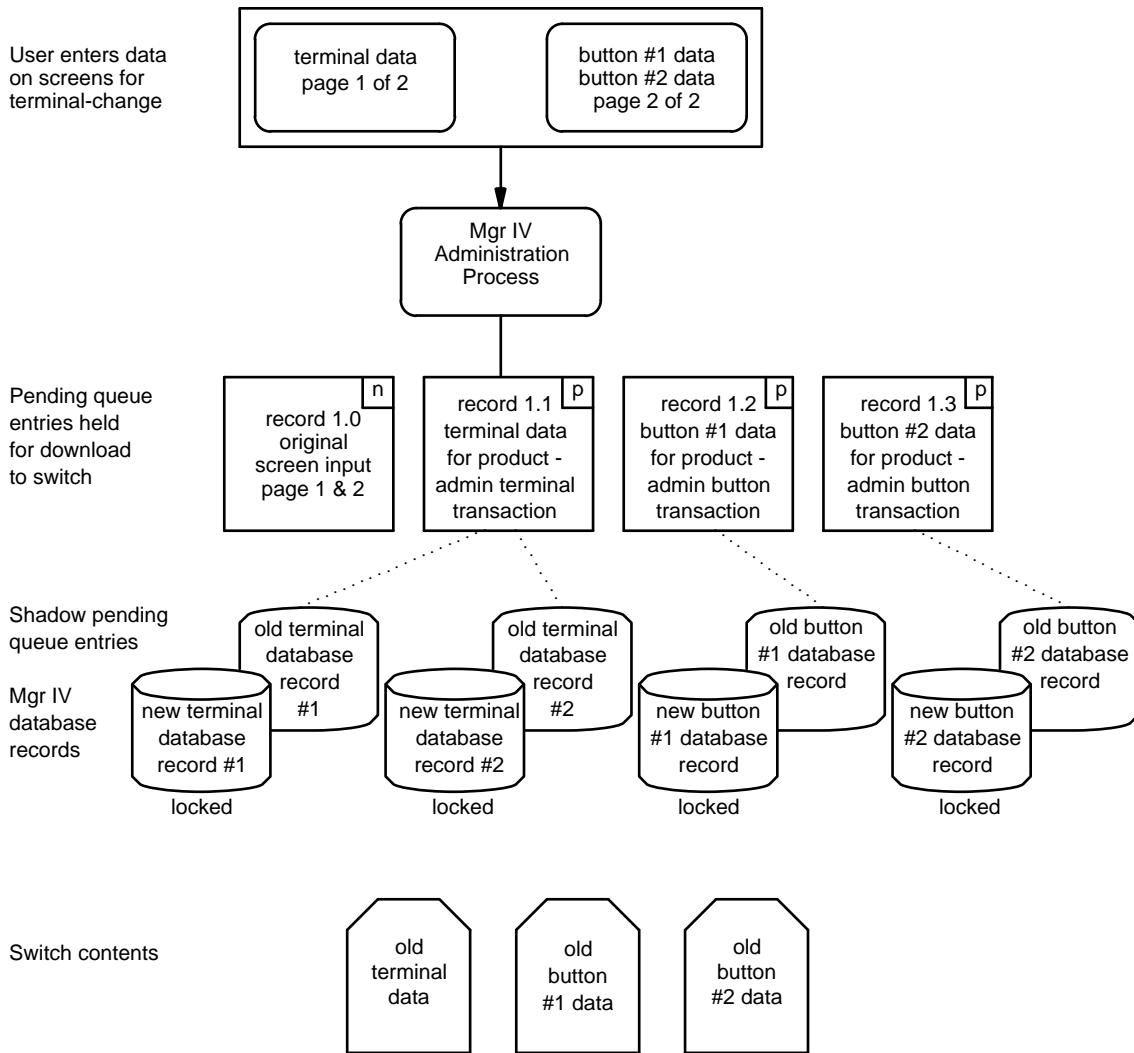 User enters data
on screens for
terminal-change
terminal data
page 1 of 2
button #1 data
button #2 data
page 2 of 2
Mgr IV
Administration
Process
Pending queue
entries held
for download
to switch
n
record 1.0
original
screen input
page 1 & 2
p
record 1.1
terminal data
for product -
admin terminal
transaction
p
record 1.2
button #1 data
for product -
admin button
transaction
p
record 1.3
button #2 data
for product -
admin button
transaction
Shadow pending
queue entries
old terminal
database
record
#1
old terminal
database
record
#2
old button
#1 database
record
old button
#2 database
record
Mgr IV
database
records
new terminal
database
record #1
locked
new terminal
database
record #2
locked
new button
#1 database
record
locked
new button
#2 database
record
locked
Switch contents
old
terminal
data
old
button
#1 data
old
button
#2 data